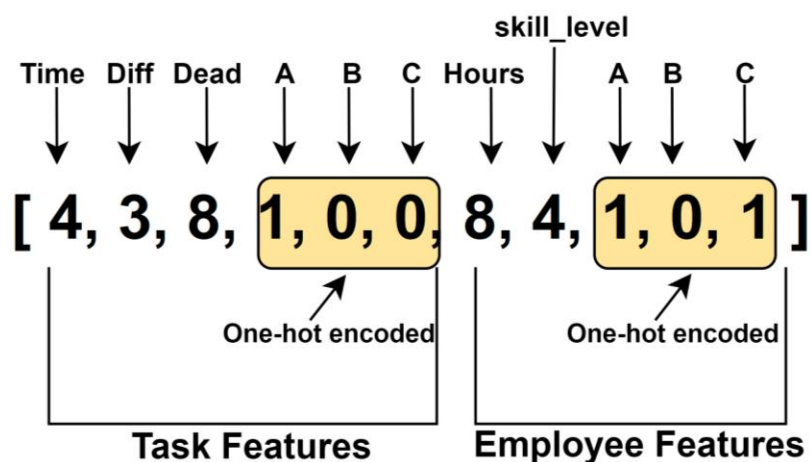 skill_level
Time Diff Dead A B C Hours A B C
[ 4, 3, 8, 1, 0, 0, 8, 4, 1, 0, 1 ]
One-hot encoded One-hot encoded
Task Features Employee Features